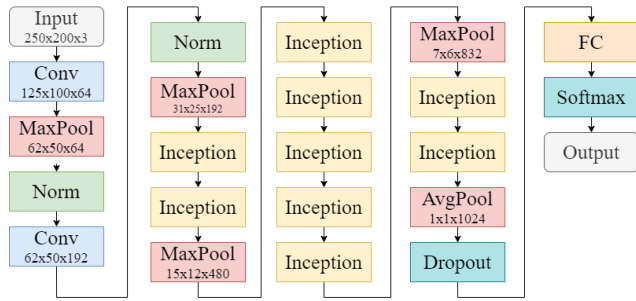 Input
250x200x3
Conv
125x100x64
MaxPool
62x50x64
Norm
Conv
62x50x192
Norm
MaxPool
31x25x192
Inception
Inception
MaxPool
15x12x480
Inception
Inception
Inception
Inception
Inception
MaxPool
7x6x832
Inception
Inception
AvgPool
1x1x1024
Dropout
FC
Softmax
Output